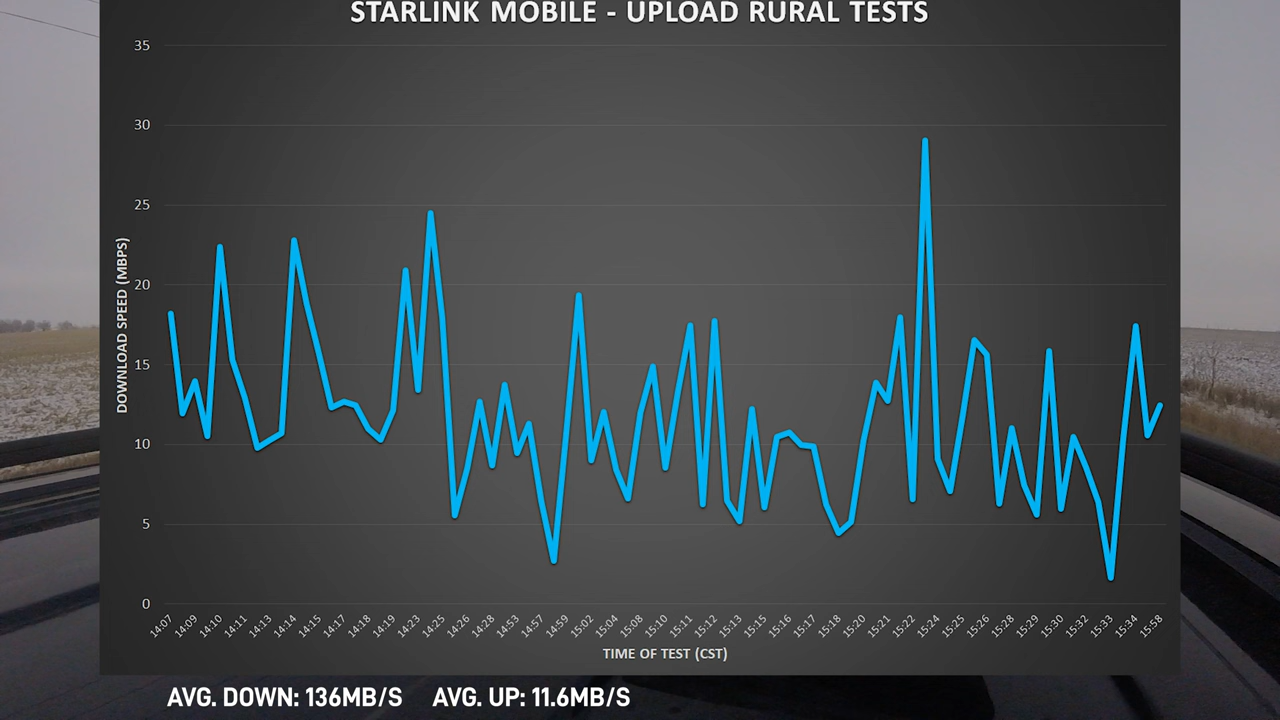 STARLINK MOBILE - UPLOAD RURAL TESTS
35
30
25
20
15
10
5
0
DOWNLOAD SPEED (MBPS)
14:07 14:09 14:10 14:11 14:13 14:14 14:15 14:17 14:18 14:19 14:23 14:25 14:26 14:28 14:53 14:57 14:59 15:02 15:04 15:08 15:10 15:11 15:12 15:13 15:15 15:16 15:17 15:18 15:20 15:21 15:22 15:24 15:25 15:26 15:28 15:29 15:30 15:32 15:33 15:34 15:58
TIME OF TEST (CST)
AVG. DOWN: 136MB/S AVG. UP: 11.6MB/S